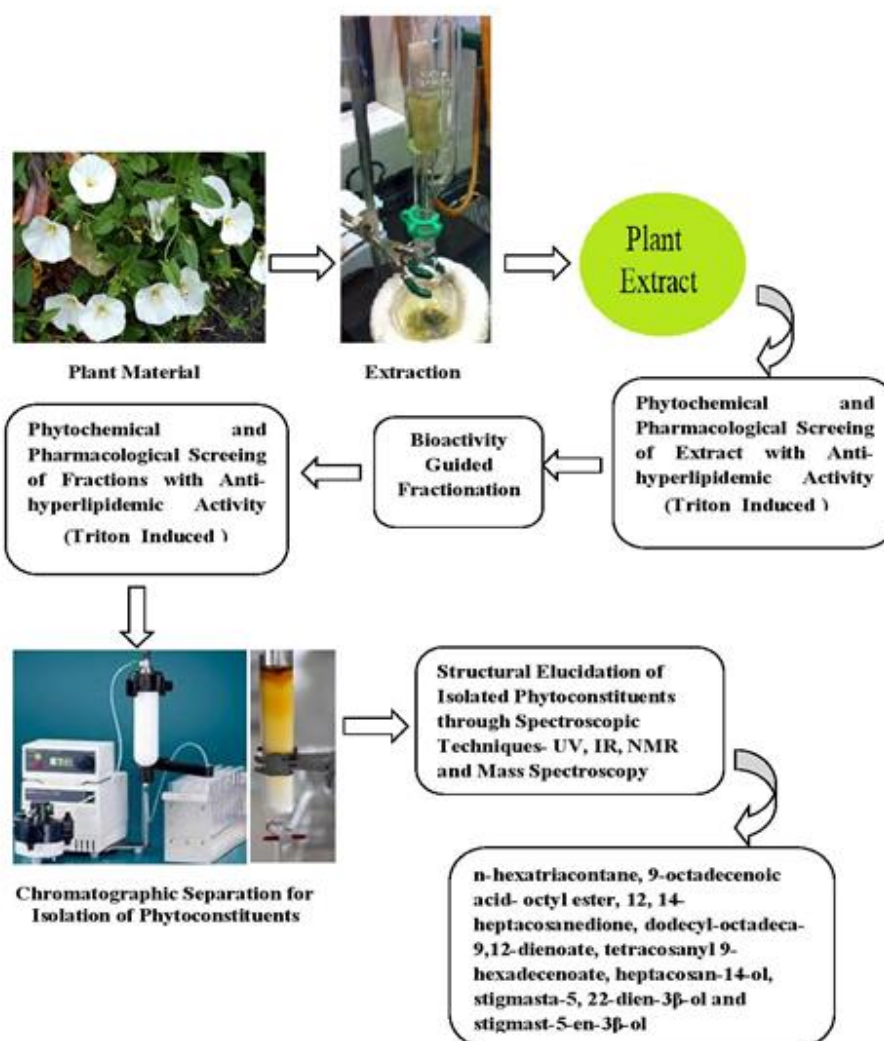 Plant
Extract
Plant Material
Extraction
Phytochemical and
Pharmacological Screeing
of Extract with Anti-
hyperlipidemic Activity
(Triton Induced )
Bioactivity
Guided
Fractionation
Phytochemical and
Pharmacological Screeing
of Fractions with Anti-
hyperlipidemic Activity
(Triton Induced )
Chromatographic Separation for
Isolation of Phytoconstituents
Structural Elucidation of
Isolated Phytoconstituents
through Spectroscopic
Techniques- UV, IR, NMR
and Mass Spectroscopy
n-hexatriacontane, 9-octadecenoic
acid- octyl ester, 12, 14-
heptacosanedione, dodecyl-octadeca-
9,12-dienoate, tetracosanyl 9-
hexadecenoate, heptacosan-14-ol,
stigmasta-5, 22-dien-3β-ol and
stigmast-5-en-3β-ol